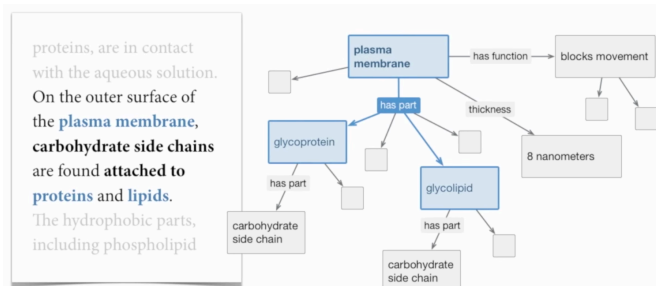 proteins, are in contact
with the aqueous solution.
On the outer surface of
the plasma membrane,
carbohydrate side chains
are found attached to
proteins and lipids.
The hydrophobic parts,
including phospholipid
plasma
membrane
has function
blocks movement
has part
thickness
glycoprotein
8 nanometers
has part
glycolipid
carbohydrate
side chain
has part
carbohydrate
side chain